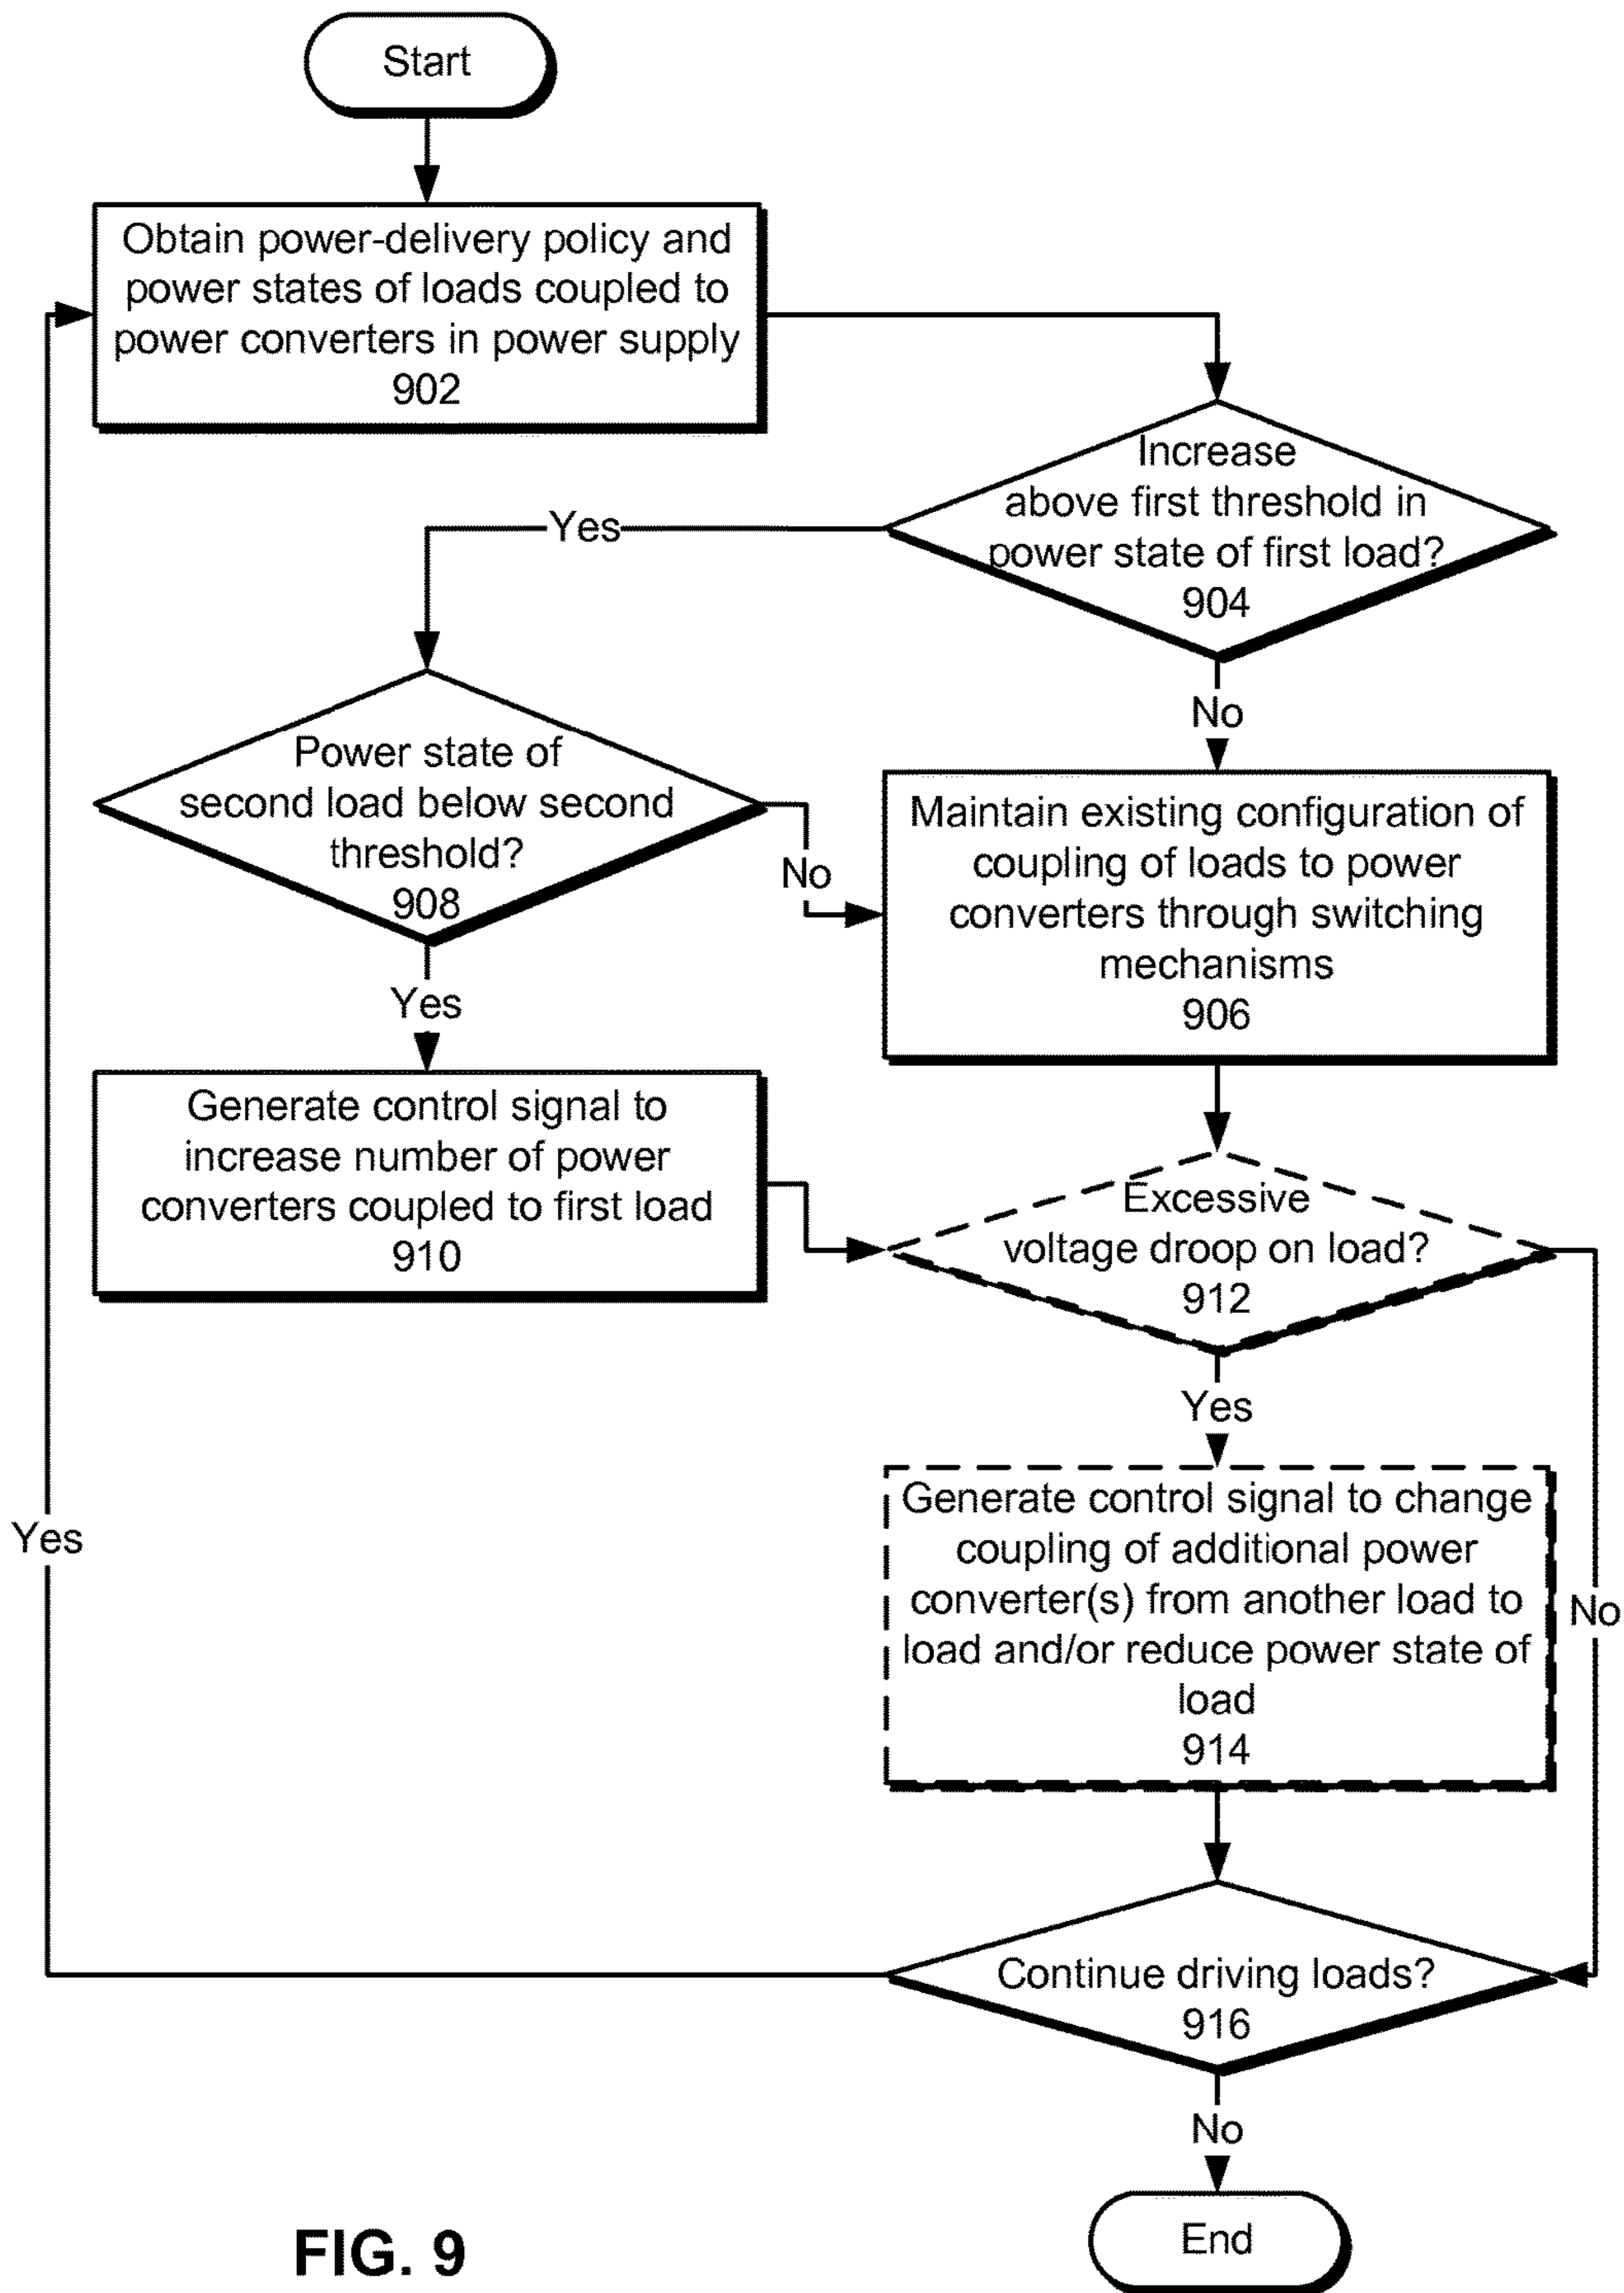 Start
Obtain power-delivery policy and
power states of loads coupled to
power converters in power supply
902
Increase
above first threshold in
power state of first load?
904
Yes
No
Power state of
second load below second
threshold?
908
No
Yes
Maintain existing configuration of
coupling of loads to power
converters through switching
mechanisms
906
Generate control signal to
increase number of power
converters coupled to first load
910
Excessive
voltage droop on load?
912
Yes
No
Generate control signal to change
coupling of additional power
converter(s) from another load to
load and/or reduce power state of
load
914
Yes
Continue driving loads?
916
No
End
FIG. 9